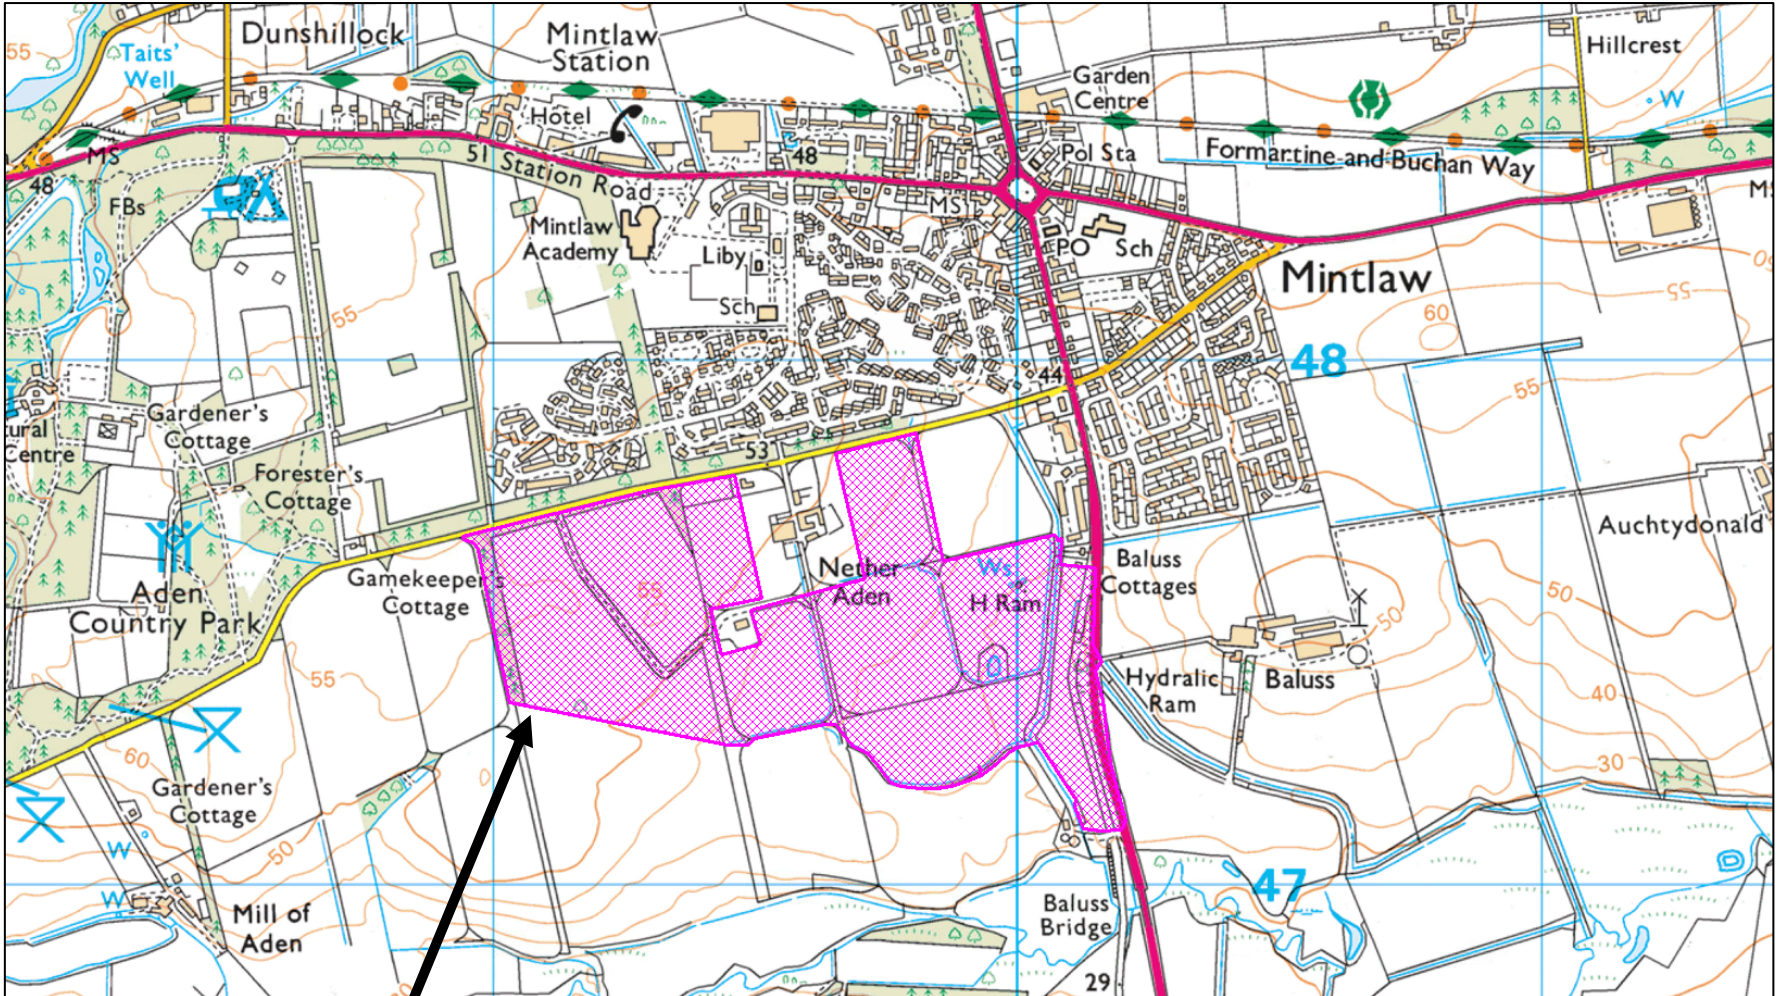 Dunshillock
Mintlaw
Station
Hillcrest
55
Taits'
Well
Garden
Centre
W
Hotel
MS
51 Station Road
48
Pol Sta
Formartine and Buchan Way
48
FBs
MS
Mintlaw
Academy
Liby
PO
Sch
Mintlaw
Sch
55
60
55
48
44
55
Gardener's
Cottage
Centre
53
Forester's
Cottage
Auchtydonald
Gamekeeper's
Cottage
Nether
Aden
Ws
H Ram
Baluss
Cottages
55
50
Aden
Country Park
50
55
Hydralic
Ram
Baluss
40
60
30
Gardener's
Cottage
50
W
47
W
Mill of
Aden
Baluss
Bridge
29